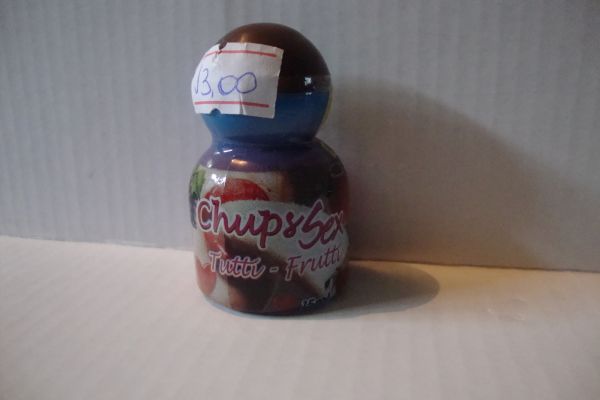 13,00
Chups Sex
Tutti - Frutti